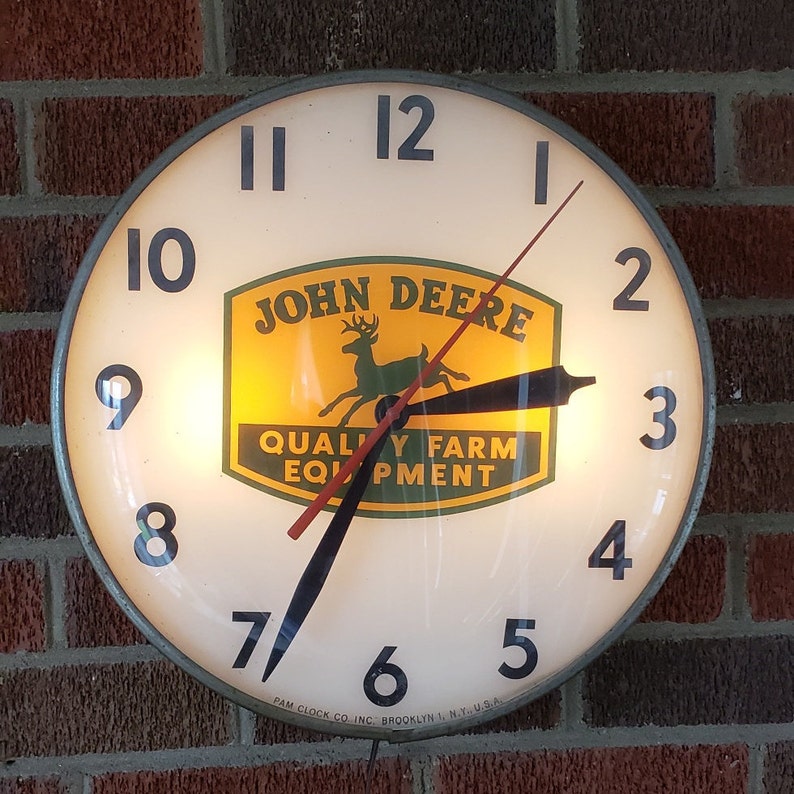 12
11 1
10 2
JOHN DEERE
9 3
QUALITY FARM
EQUIPMENT
8 4
7 5
6
PAM CLOCK CO. INC. BROOKLYN 1, N.Y., U.S.A.